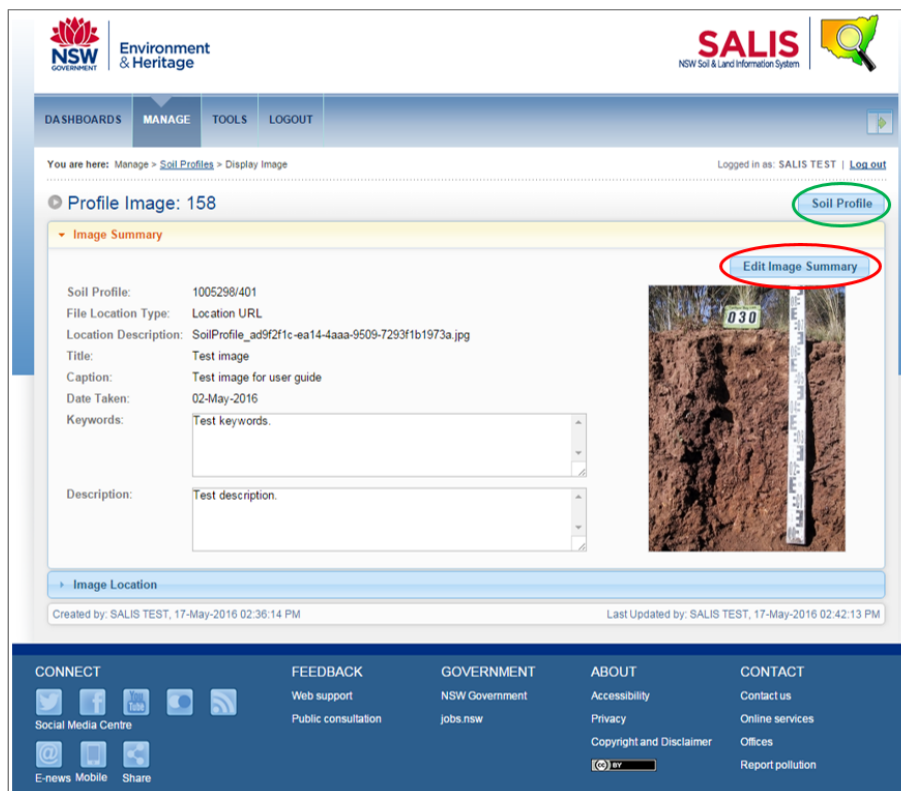 NSW
GOVERNMENT
Environment
& Heritage
SALIS
NSW Soil & Land Information System
DASHBOARDS MANAGE TOOLS LOGOUT
You are here: Manage > Soil Profiles > Display Image
Logged in as: SALIS TEST | Log out
Profile Image: 158
Soil Profile
Image Summary
Edit Image Summary
Soil Profile: 1005298/401
File Location Type: Location URL
Location Description: SoilProfile_ad9f2f1c-ea14-4aaa-9509-7293f1b1973a.jpg
Title: Test image
Caption: Test image for user guide
Date Taken: 02-May-2016
Keywords: Test keywords.
Description: Test description.
030
Image Location
Created by: SALIS TEST, 17-May-2016 02:36:14 PM
Last Updated by: SALIS TEST, 17-May-2016 02:42:13 PM
CONNECT FEEDBACK GOVERNMENT ABOUT CONTACT
Web support NSW Government Accessibility Contact us
You Tube
Social Media Centre Public consultation jobs.nsw Privacy Online services
Copyright and Disclaimer Offices
E-news Mobile Share
(cc) BY Report pollution